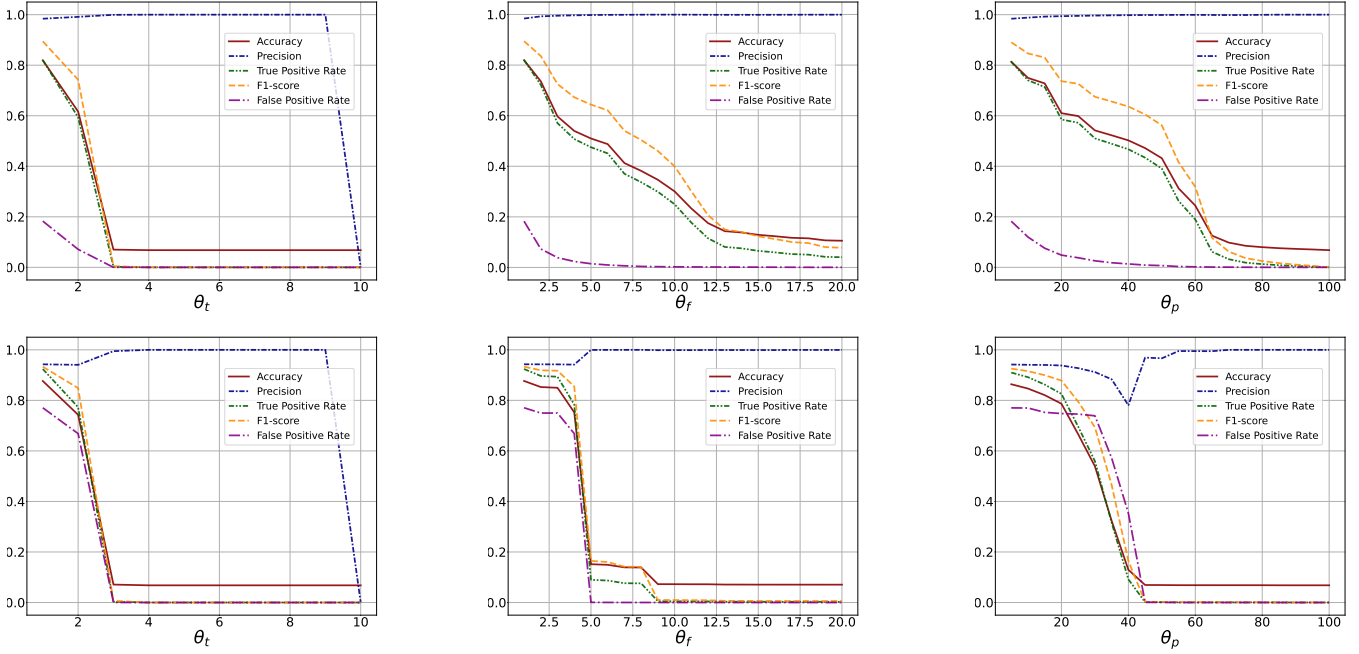 1.0
0.8
0.6
0.4
0.2
0.0
2 4 6 8 10
θt
Accuracy
Precision
True Positive Rate
F1-score
False Positive Rate
1.0
0.8
0.6
0.4
0.2
0.0
2.5 5.0 7.5 10.0 12.5 15.0 17.5 20.0
θf
Accuracy
Precision
True Positive Rate
F1-score
False Positive Rate
1.0
0.8
0.6
0.4
0.2
0.0
20 40 60 80 100
θp
Accuracy
Precision
True Positive Rate
F1-score
False Positive Rate
1.0
0.8
0.6
0.4
0.2
0.0
2 4 6 8 10
θt
Accuracy
Precision
True Positive Rate
F1-score
False Positive Rate
1.0
0.8
0.6
0.4
0.2
0.0
2.5 5.0 7.5 10.0 12.5 15.0 17.5 20.0
θf
Accuracy
Precision
True Positive Rate
F1-score
False Positive Rate
1.0
0.8
0.6
0.4
0.2
0.0
20 40 60 80 100
θp
Accuracy
Precision
True Positive Rate
F1-score
False Positive Rate